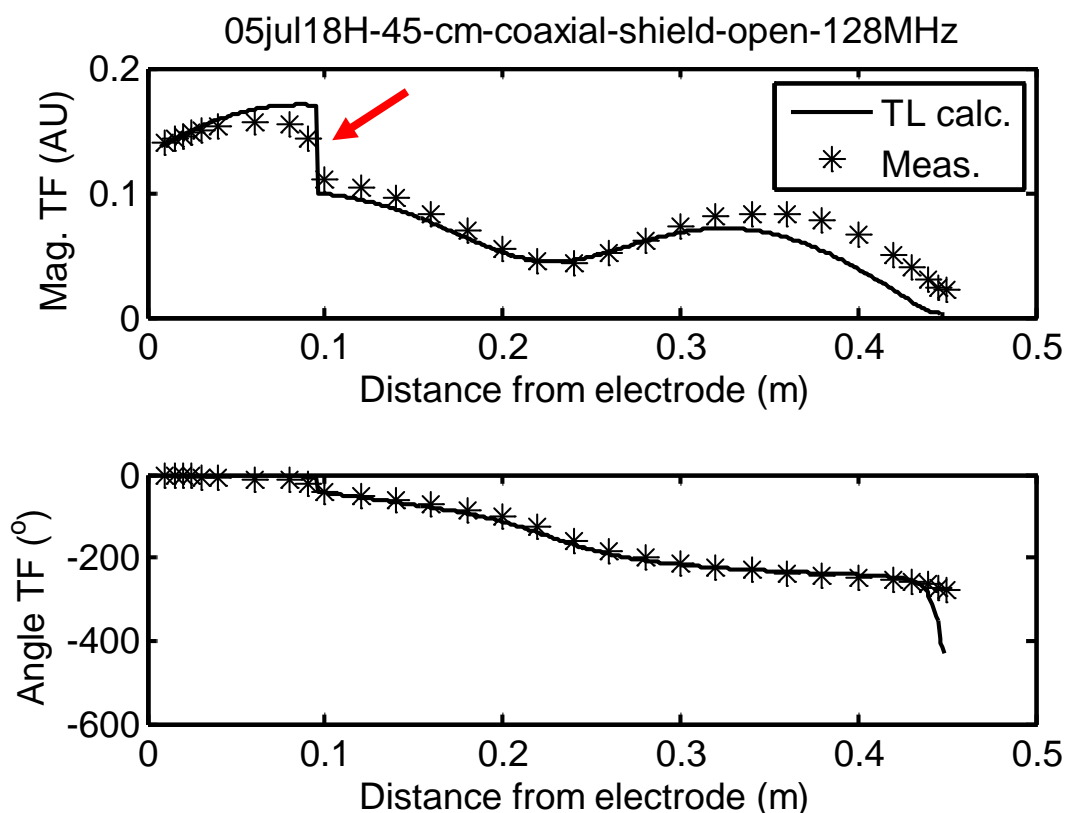 05jul18H-45-cm-coaxial-shield-open-128MHz
0.2
0.1
0
Mag. TF (AU)
TL calc.
Meas.
0 0.1 0.2 0.3 0.4 0.5
Distance from electrode (m)
0
-200
-400
-600
Angle TF (º)
0 0.1 0.2 0.3 0.4 0.5
Distance from electrode (m)